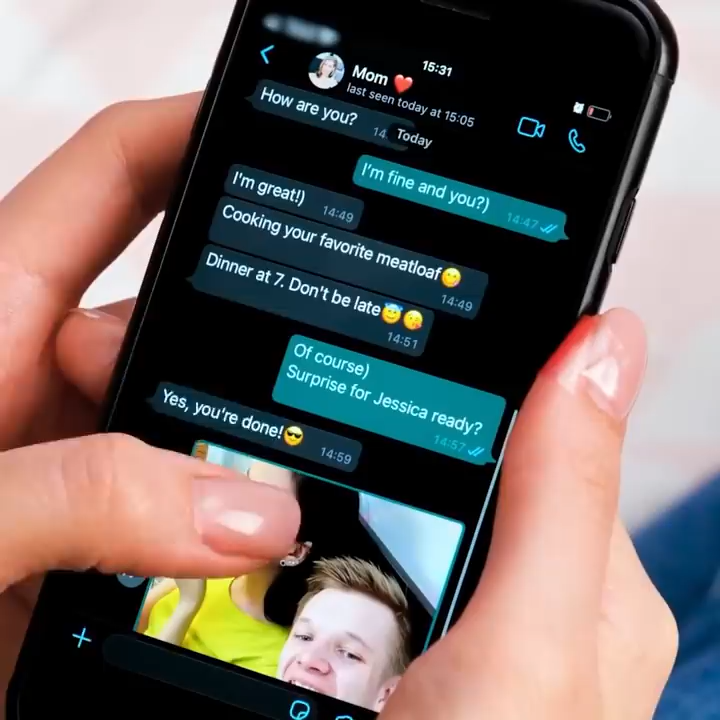 15:31
Mom ❤️
last seen today at 15:05
How are you?
Today
I'm fine and you?)
14:47
I'm great!)
14:49
Cooking your favorite meatloaf😋
14:49
Dinner at 7. Don't be late😇😘
14:51
Of course)
Surprise for Jessica ready?
14:57
Yes, you're done!😎
14:59